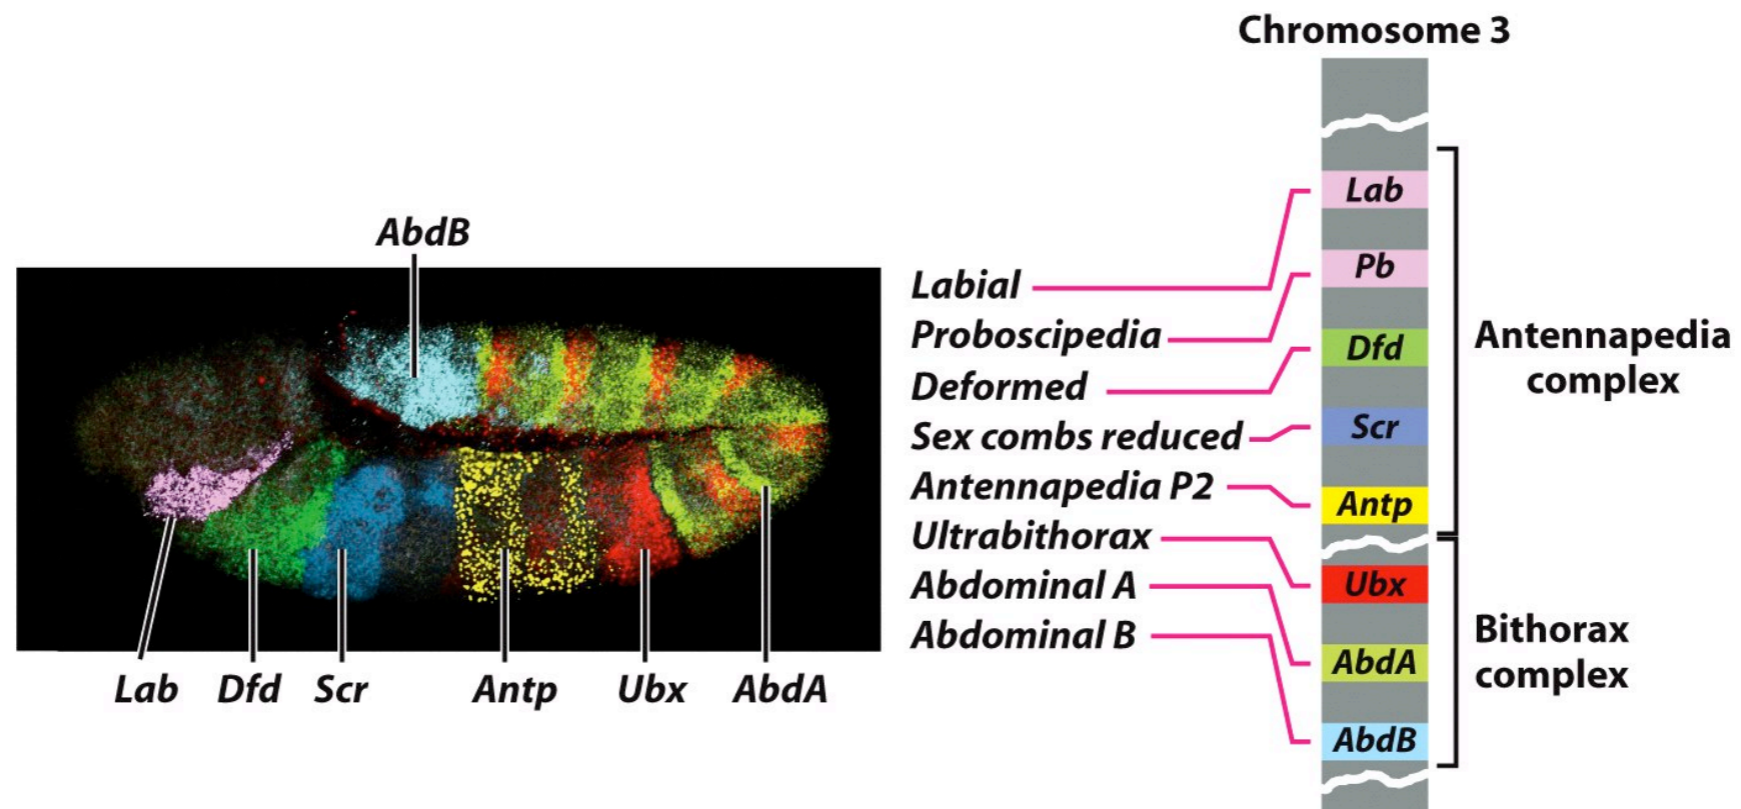 Chromosome 3
AbdB
Lab
Dfd
Scr
Antp
Ubx
AbdA
Labial
Proboscipedia
Deformed
Sex combs reduced
Antennapedia P2
Ultrabithorax
Abdominal A
Abdominal B
Lab
Pb
Dfd
Scr
Antp
Ubx
AbdA
AbdB
Antennapedia
complex
Bithorax
complex